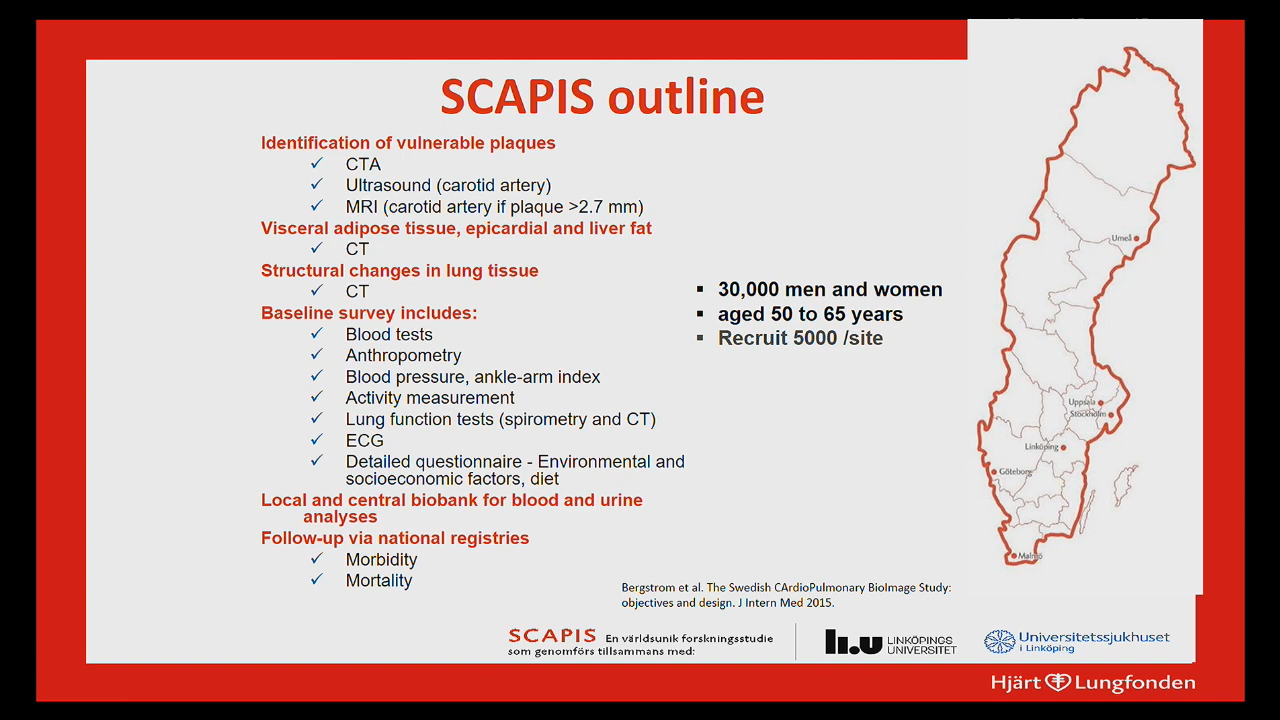 SCAPIS outline
Identification of vulnerable plaques
✓ CTA
✓ Ultrasound (carotid artery)
✓ MRI (carotid artery if plaque >2.7 mm)
Visceral adipose tissue, epicardial and liver fat
✓ CT
Structural changes in lung tissue
✓ CT
Baseline survey includes:
✓ Blood tests
✓ Anthropometry
✓ Blood pressure, ankle-arm index
✓ Activity measurement
✓ Lung function tests (spirometry and CT)
✓ ECG
✓ Detailed questionnaire - Environmental and
socioeconomic factors, diet
Local and central biobank for blood and urine
analyses
Follow-up via national registries
✓ Morbidity
✓ Mortality
▪ 30,000 men and women
▪ aged 50 to 65 years
▪ Recruit 5000 /site
Umeå
Uppsala
Stockholm
Linköping
Göteborg
Malmö
Bergstrom et al. The Swedish CArdioPulmonary BioImage Study:
objectives and design. J Intern Med 2015.
SCAPIS En världsunik forskningsstudie
som genomförs tillsammans med:
li.u LINKÖPINGS
UNIVERSITET
Universitetssjukhuset
i Linköping
Hjärt Lungfonden